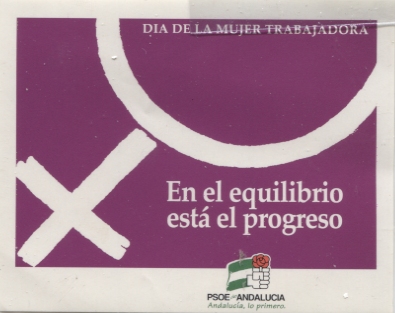 DIA DE LA MUJER TRABAJADORA
En el equilibrio
está el progreso
PSOE de ANDALUCIA
Andalucía, lo primero.